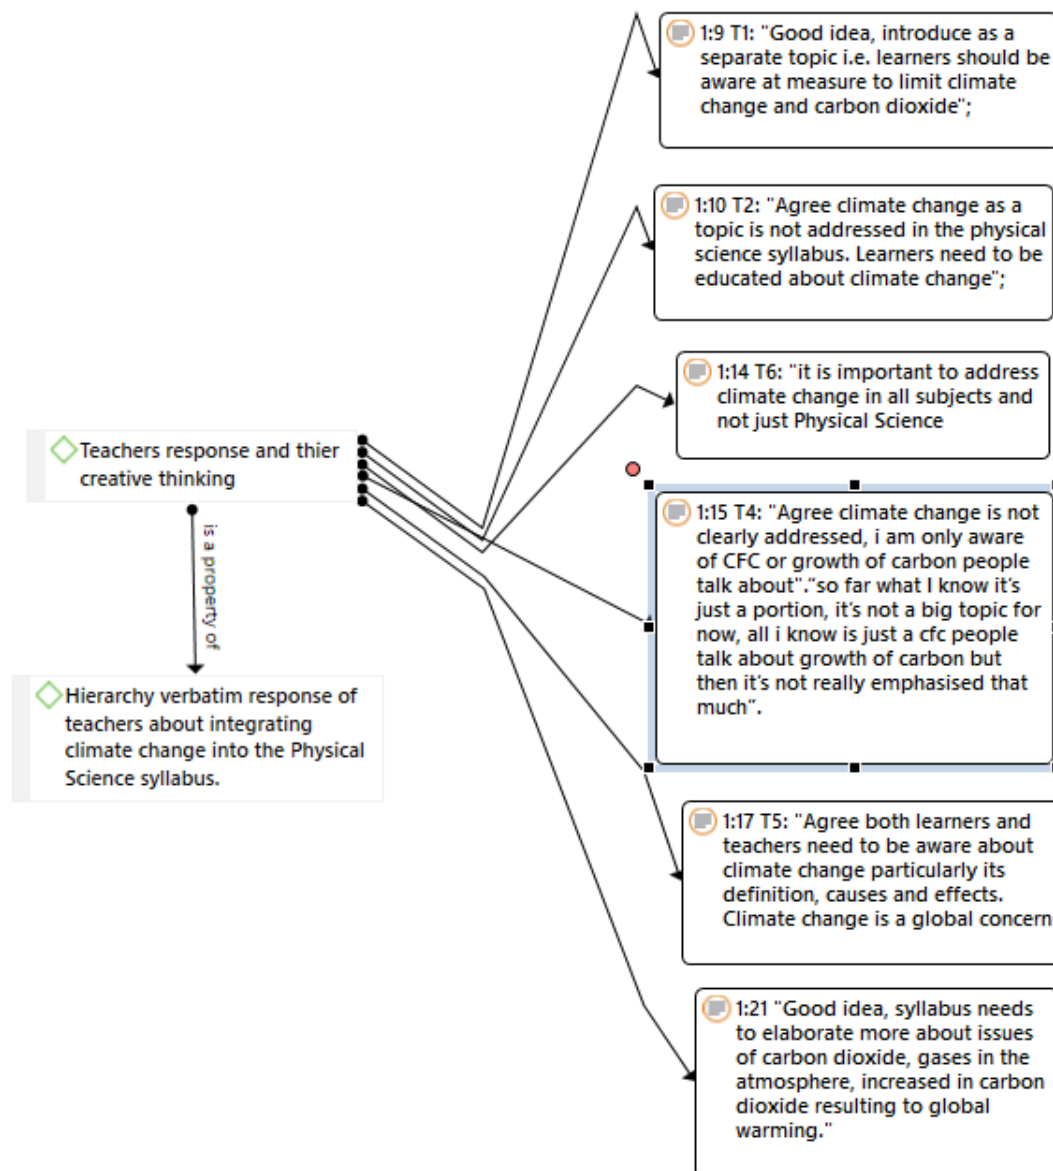 1:9 T1: "Good idea, introduce as a
separate topic i.e. learners should be
aware at measure to limit climate
change and carbon dioxide";
1:10 T2: "Agree climate change as a
topic is not addressed in the physical
science syllabus. Learners need to be
educated about climate change";
1:14 T6: "it is important to address
climate change in all subjects and
not just Physical Science
Teachers response and thier
creative thinking
is a property of
Hierarchy verbatim response of
teachers about integrating
climate change into the Physical
Science syllabus.
1:15 T4: "Agree climate change is not
clearly addressed, i am only aware
of CFC or growth of carbon people
talk about"."so far what I know it's
just a portion, it's not a big topic for
now, all i know is just a cfc people
talk about growth of carbon but
then it's not really emphasised that
much".
1:17 T5: "Agree both learners and
teachers need to be aware about
climate change particularly its
definition, causes and effects.
Climate change is a global concern
1:21 "Good idea, syllabus needs
to elaborate more about issues
of carbon dioxide, gases in the
atmosphere, increased in carbon
dioxide resulting to global
warming."